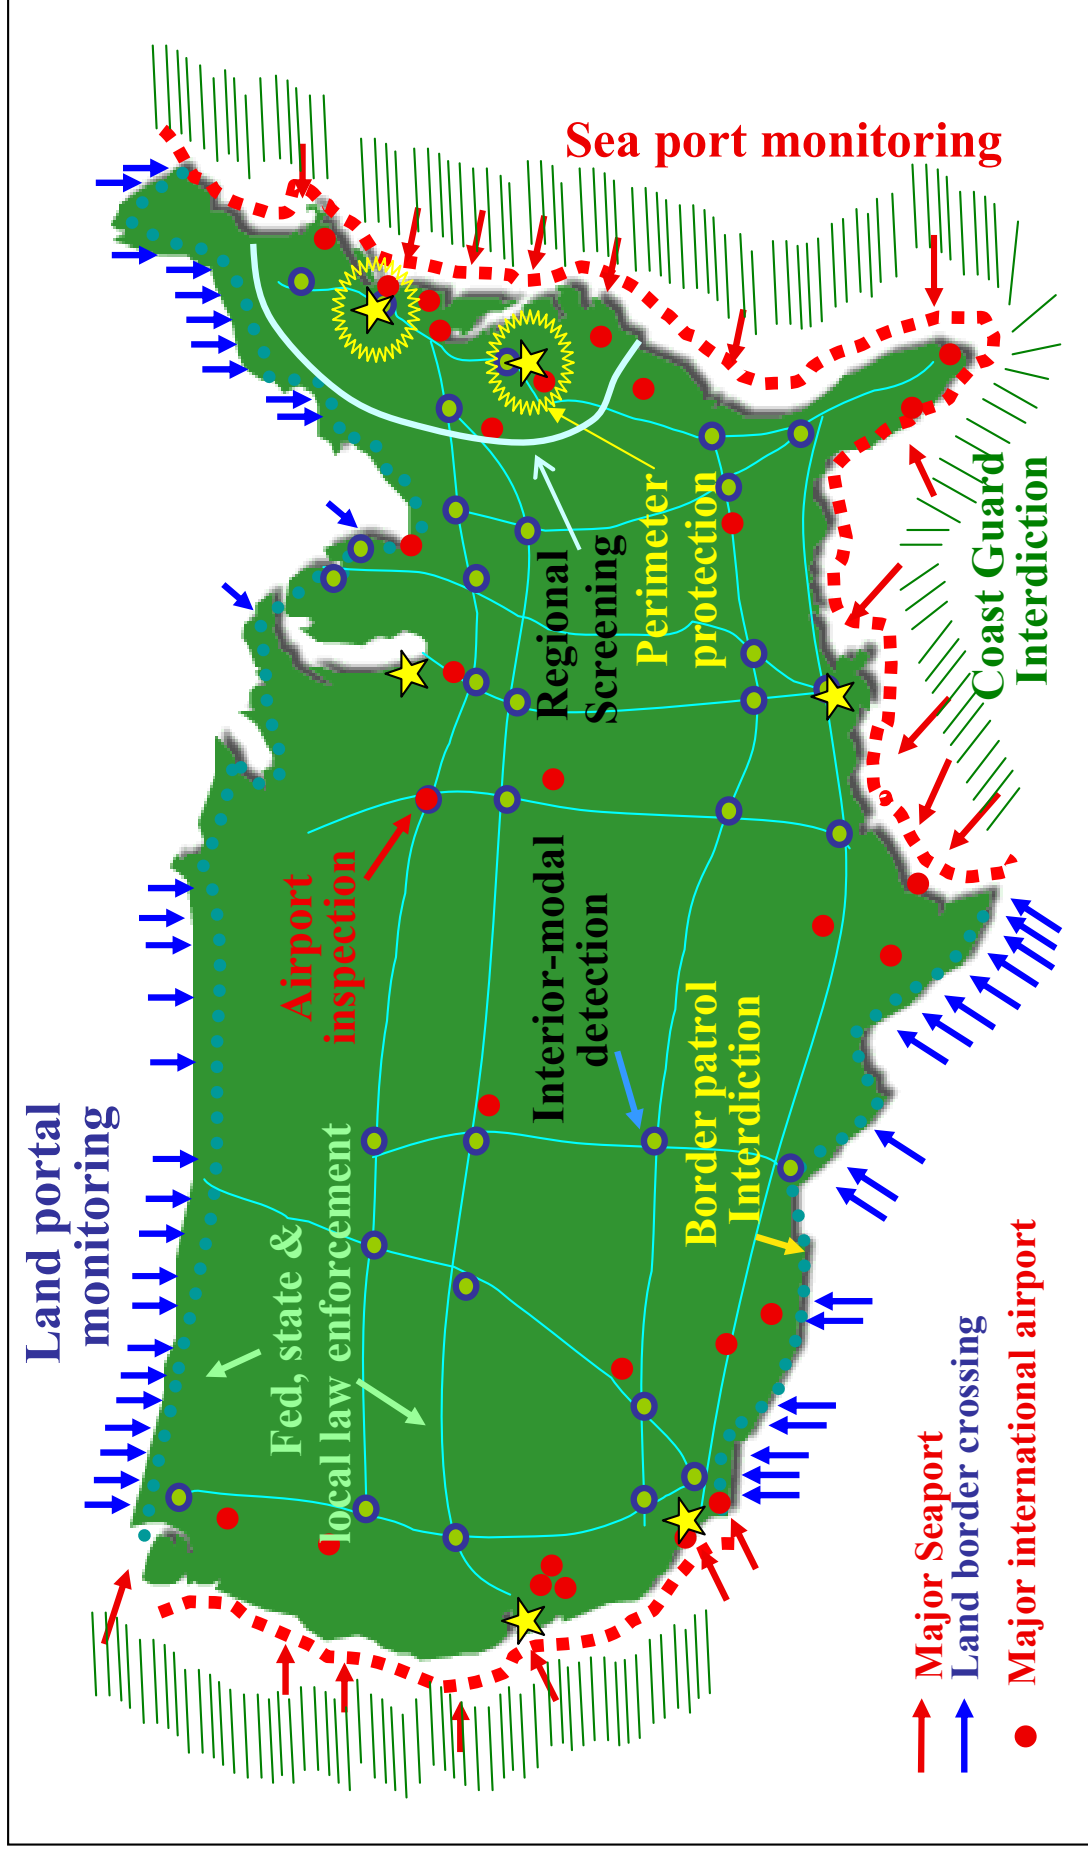 Land portal
monitoring
Fed, state &
local law enforcement
Airport
inspection
Interior-modal
detection
Regional
Screening
Perimeter
protection
Border patrol
Interdiction
Sea port monitoring
Coast Guard
Interdiction
Major Seaport
Land border crossing
Major international airport